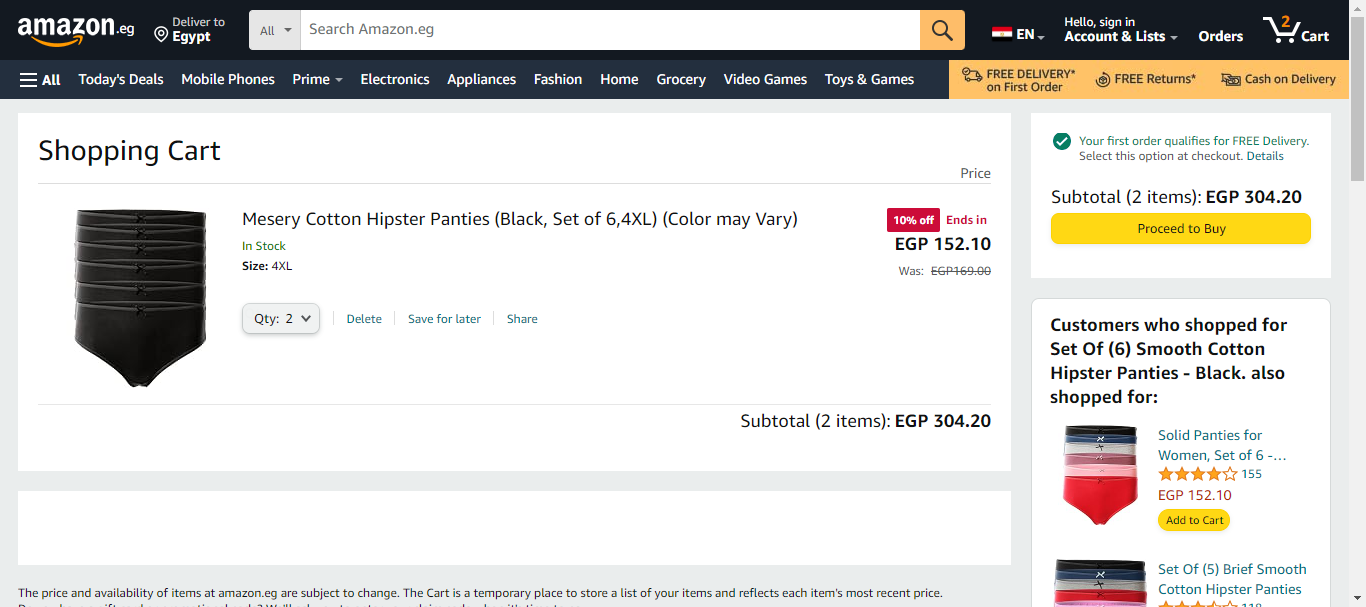 amazon.eg
Deliver to
Egypt
All
Search Amazon.eg
EN
Hello, sign in
Account & Lists
Orders
2
Cart
All
Today's Deals
Mobile Phones
Prime
Electronics
Appliances
Fashion
Home
Grocery
Video Games
Toys & Games
FREE DELIVERY*
on First Order
FREE Returns*
Cash on Delivery
Shopping Cart
Price
Mesery Cotton Hipster Panties (Black, Set of 6,4XL) (Color may Vary)
In Stock
Size: 4XL
10% off Ends in
EGP 152.10
Was: EGP169.00
Qty: 2
Delete
Save for later
Share
Subtotal (2 items): EGP 304.20
Your first order qualifies for FREE Delivery.
Select this option at checkout. Details
Subtotal (2 items): EGP 304.20
Proceed to Buy
Customers who shopped for
Set Of (6) Smooth Cotton
Hipster Panties - Black. also
shopped for:
Solid Panties for
Women, Set of 6 -...
155
EGP 152.10
Add to Cart
Set Of (5) Brief Smooth
Cotton Hipster Panties
The price and availability of items at amazon.eg are subject to change. The Cart is a temporary place to store a list of your items and reflects each item's most recent price.